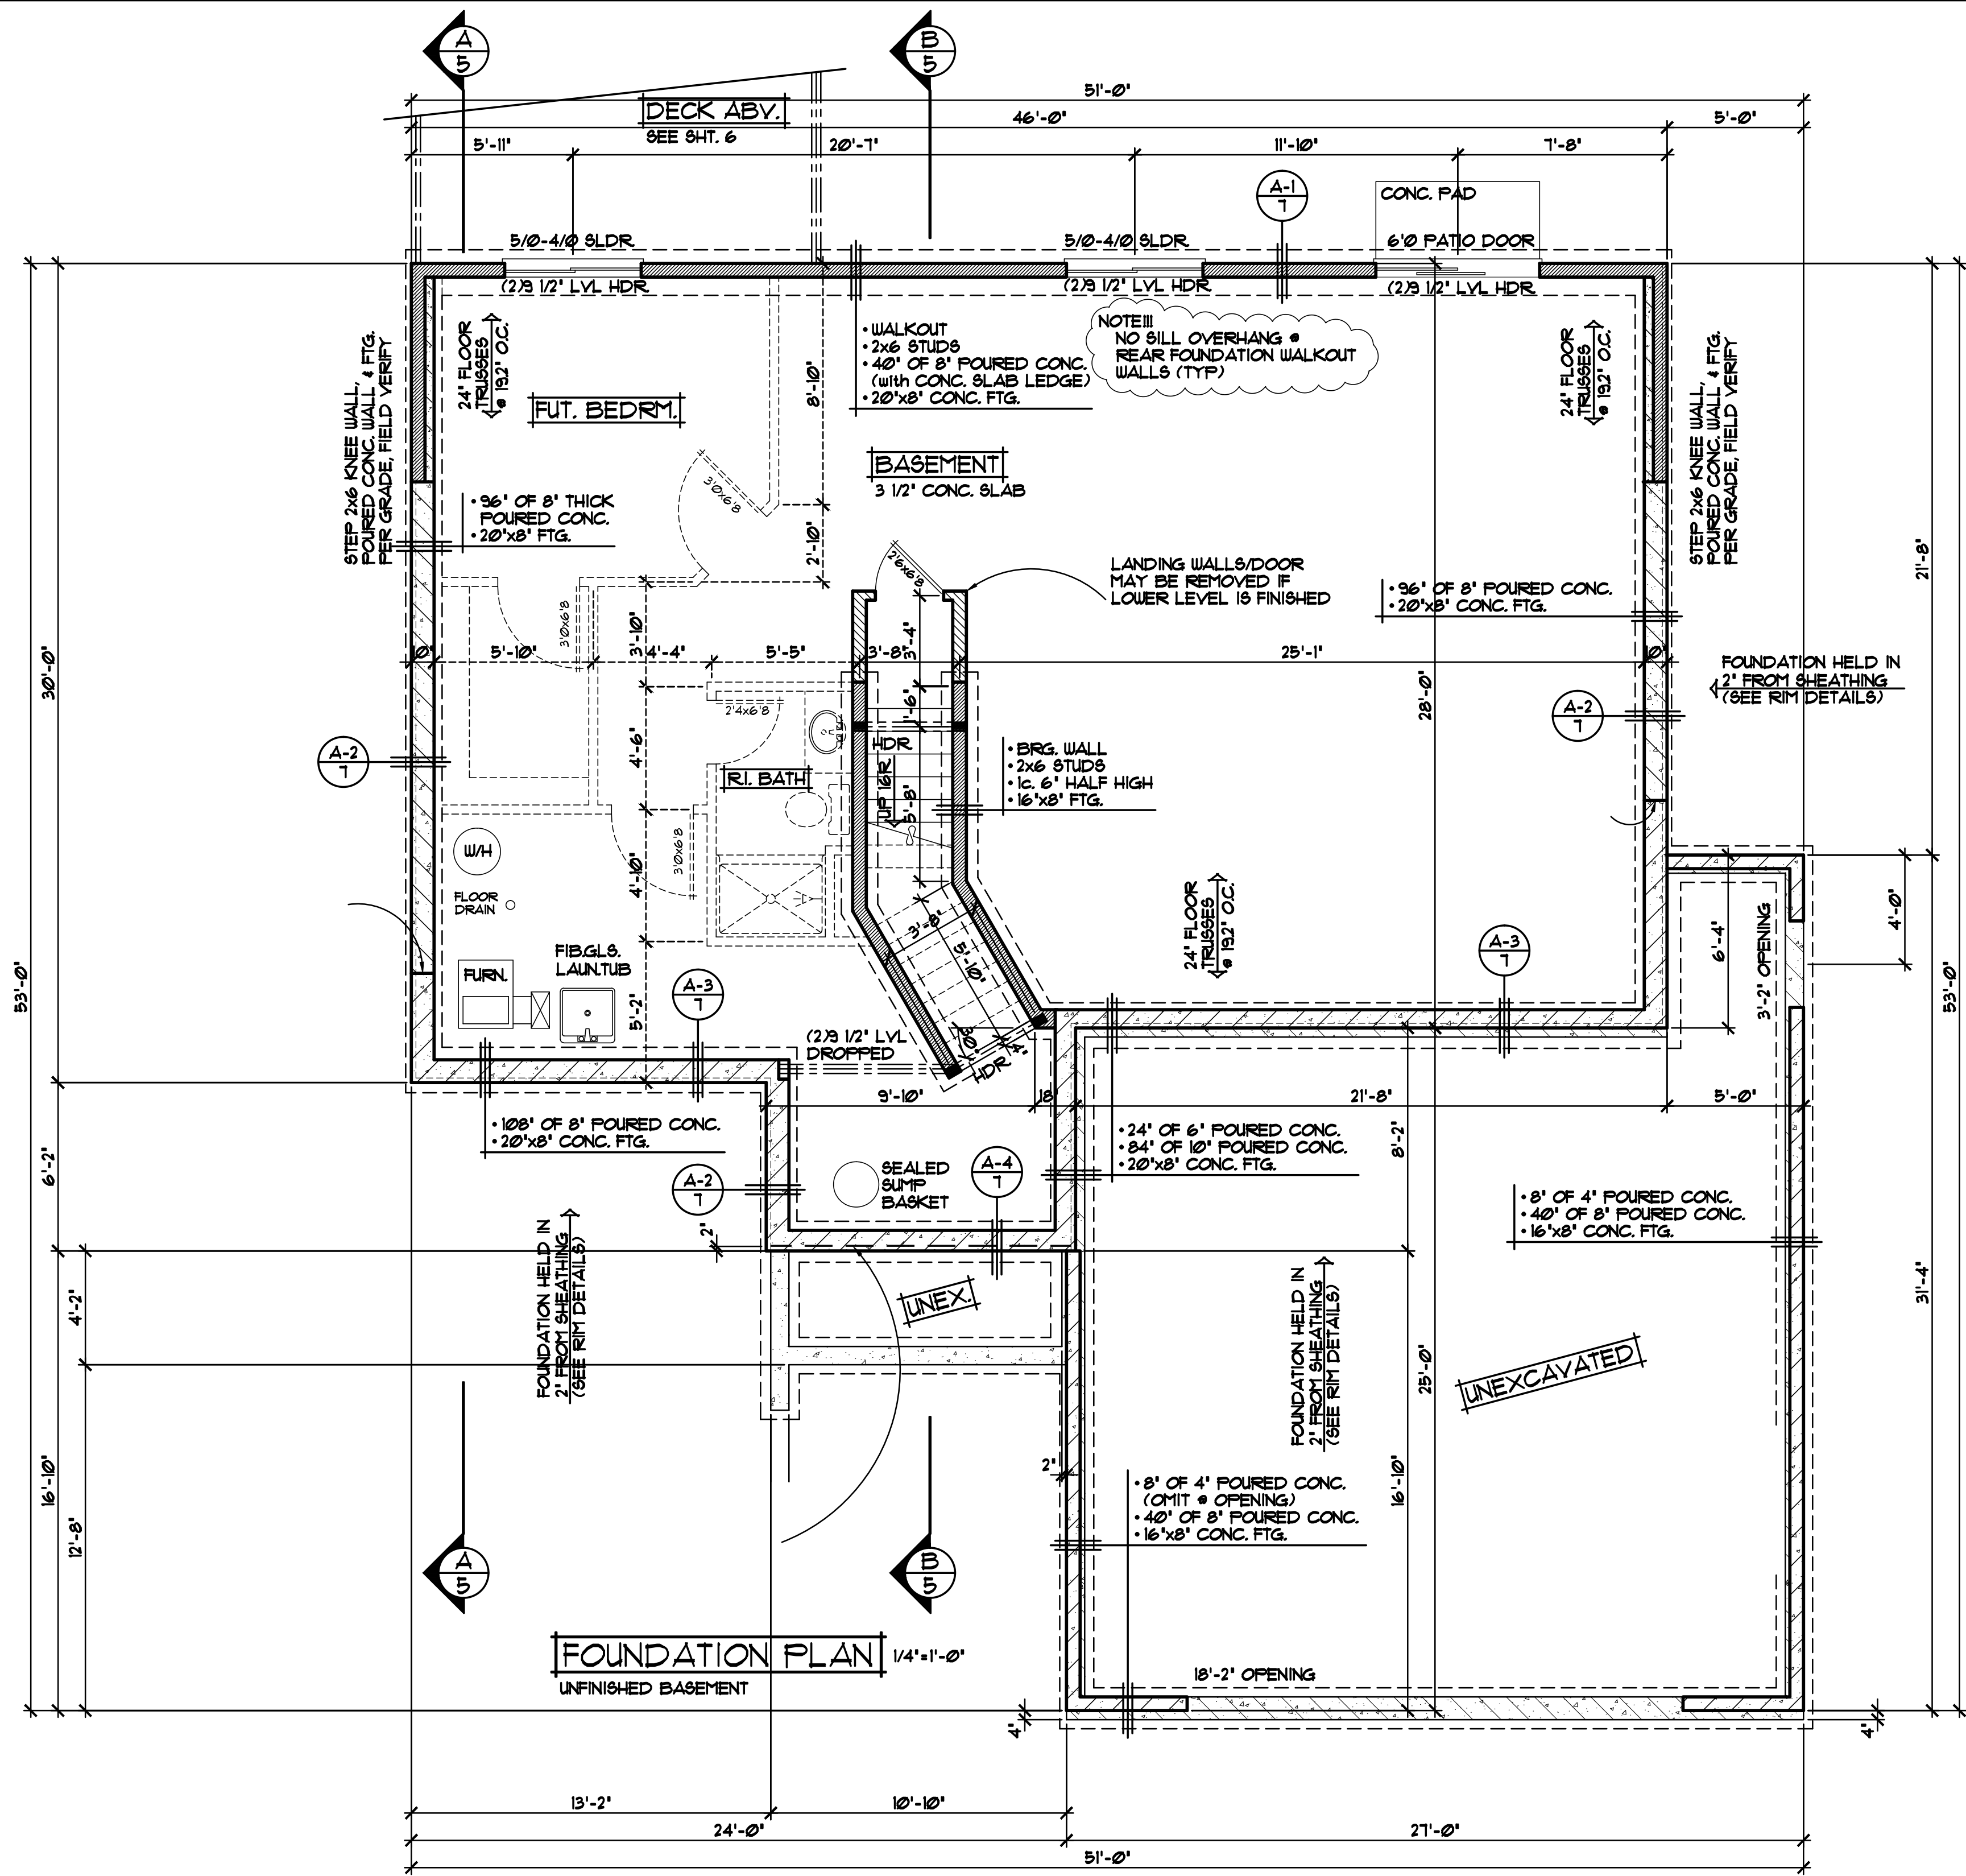 A
5
B
5
51'-0"
DECK ABV.
SEE SHT. 6
46'-0"
5'-0"
5'-11"
20'-7"
11'-10"
7'-8"
A-1
7
CONC. PAD
5/0-4/0 SLDR.
5/0-4/0 SLDR.
6'0 PATIO DOOR
(2)9 1/2" LVL HDR.
(2)9 1/2" LVL HDR.
(2)9 1/2" LVL HDR.
STEP 2x6 KNEE WALL,
POURED CONC. WALL & FTG.
PER GRADE, FIELD VERIFY
24" FLOOR
TRUSSES
@ 19.2" O.C.
FUT. BEDRM.
8'-10"
• WALKOUT
• 2x6 STUDS
• 40" OF 8" POURED CONC.
(with CONC. SLAB LEDGE)
• 20"x8" CONC. FTG.
NOTE!!!
NO SILL OVERHANG @
REAR FOUNDATION WALKOUT
WALLS (TYP)
24" FLOOR
TRUSSES
@ 19.2" O.C.
STEP 2x6 KNEE WALL,
POURED CONC. WALL & FTG.
PER GRADE, FIELD VERIFY
BASEMENT
3 1/2" CONC. SLAB
3'0x6'8
• 96" OF 8" THICK
POURED CONC.
• 20"x8" FTG.
2'-10"
2'6x6'8
LANDING WALLS/DOOR
MAY BE REMOVED IF
LOWER LEVEL IS FINISHED
• 96" OF 8" POURED CONC.
• 20"x8" CONC. FTG.
21'-8"
30'-0"
3'0x6'8
3'-10"
3'-4"
10"
5'-10"
4'-4"
5'-5"
3'-8"
25'-1"
10"
FOUNDATION HELD IN
2" FROM SHEATHING
(SEE RIM DETAILS)
28'-0"
A-2
7
2'4x6'8
1'-6"
4'-6"
HDR
A-2
7
R.I. BATH
UP 16R
5'-8"
• BRG. WALL
• 2x6 STUDS
• 1c. 6" HALF HIGH
• 16"x8" FTG.
W/H
3'0x6'8
4'-10"
FLOOR
DRAIN
24" FLOOR
TRUSSES
@ 19.2" O.C.
3'-8"
5'-10"
A-3
7
6'-4"
3'-2" OPENING
4'-0"
53'-0"
53'-0"
FURN.
FIB.GLS.
LAUN.TUB
A-3
7
5'-2"
(2)9 1/2" LVL
DROPPED
3'0"
4"
HDR
9'-10"
18"
21'-8"
5'-0"
• 108" OF 8" POURED CONC.
• 20"x8" CONC. FTG.
• 24" OF 6" POURED CONC.
• 84" OF 10" POURED CONC.
• 20"x8" CONC. FTG.
8'-2"
6'-2"
A-2
7
SEALED
SUMP
BASKET
A-4
7
• 8" OF 4" POURED CONC.
• 40" OF 8" POURED CONC.
• 16"x8" CONC. FTG.
2"
FOUNDATION HELD IN
2" FROM SHEATHING
(SEE RIM DETAILS)
UNEX.
FOUNDATION HELD IN
2" FROM SHEATHING
(SEE RIM DETAILS)
31'-4"
4'-2"
25'-0"
UNEXCAVATED
2"
• 8" OF 4" POURED CONC.
(OMIT @ OPENING)
• 40" OF 8" POURED CONC.
• 16"x8" CONC. FTG.
16'-10"
16'-10"
12'-8"
A
5
B
5
FOUNDATION PLAN
1/4"=1'-0"
UNFINISHED BASEMENT
18'-2" OPENING
4"
4"
13'-2"
10'-10"
24'-0"
27'-0"
51'-0"